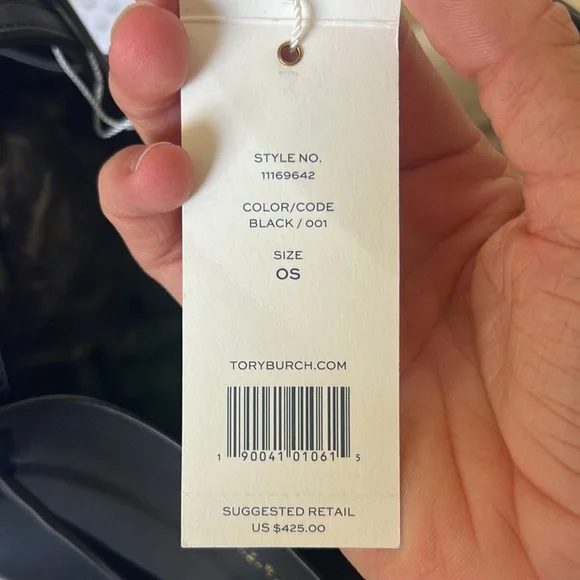 STYLE NO.
11169642
COLOR/CODE
BLACK / 001
SIZE
OS
TORYBURCH.COM
1 90041 01061 5
SUGGESTED RETAIL
US $425.00